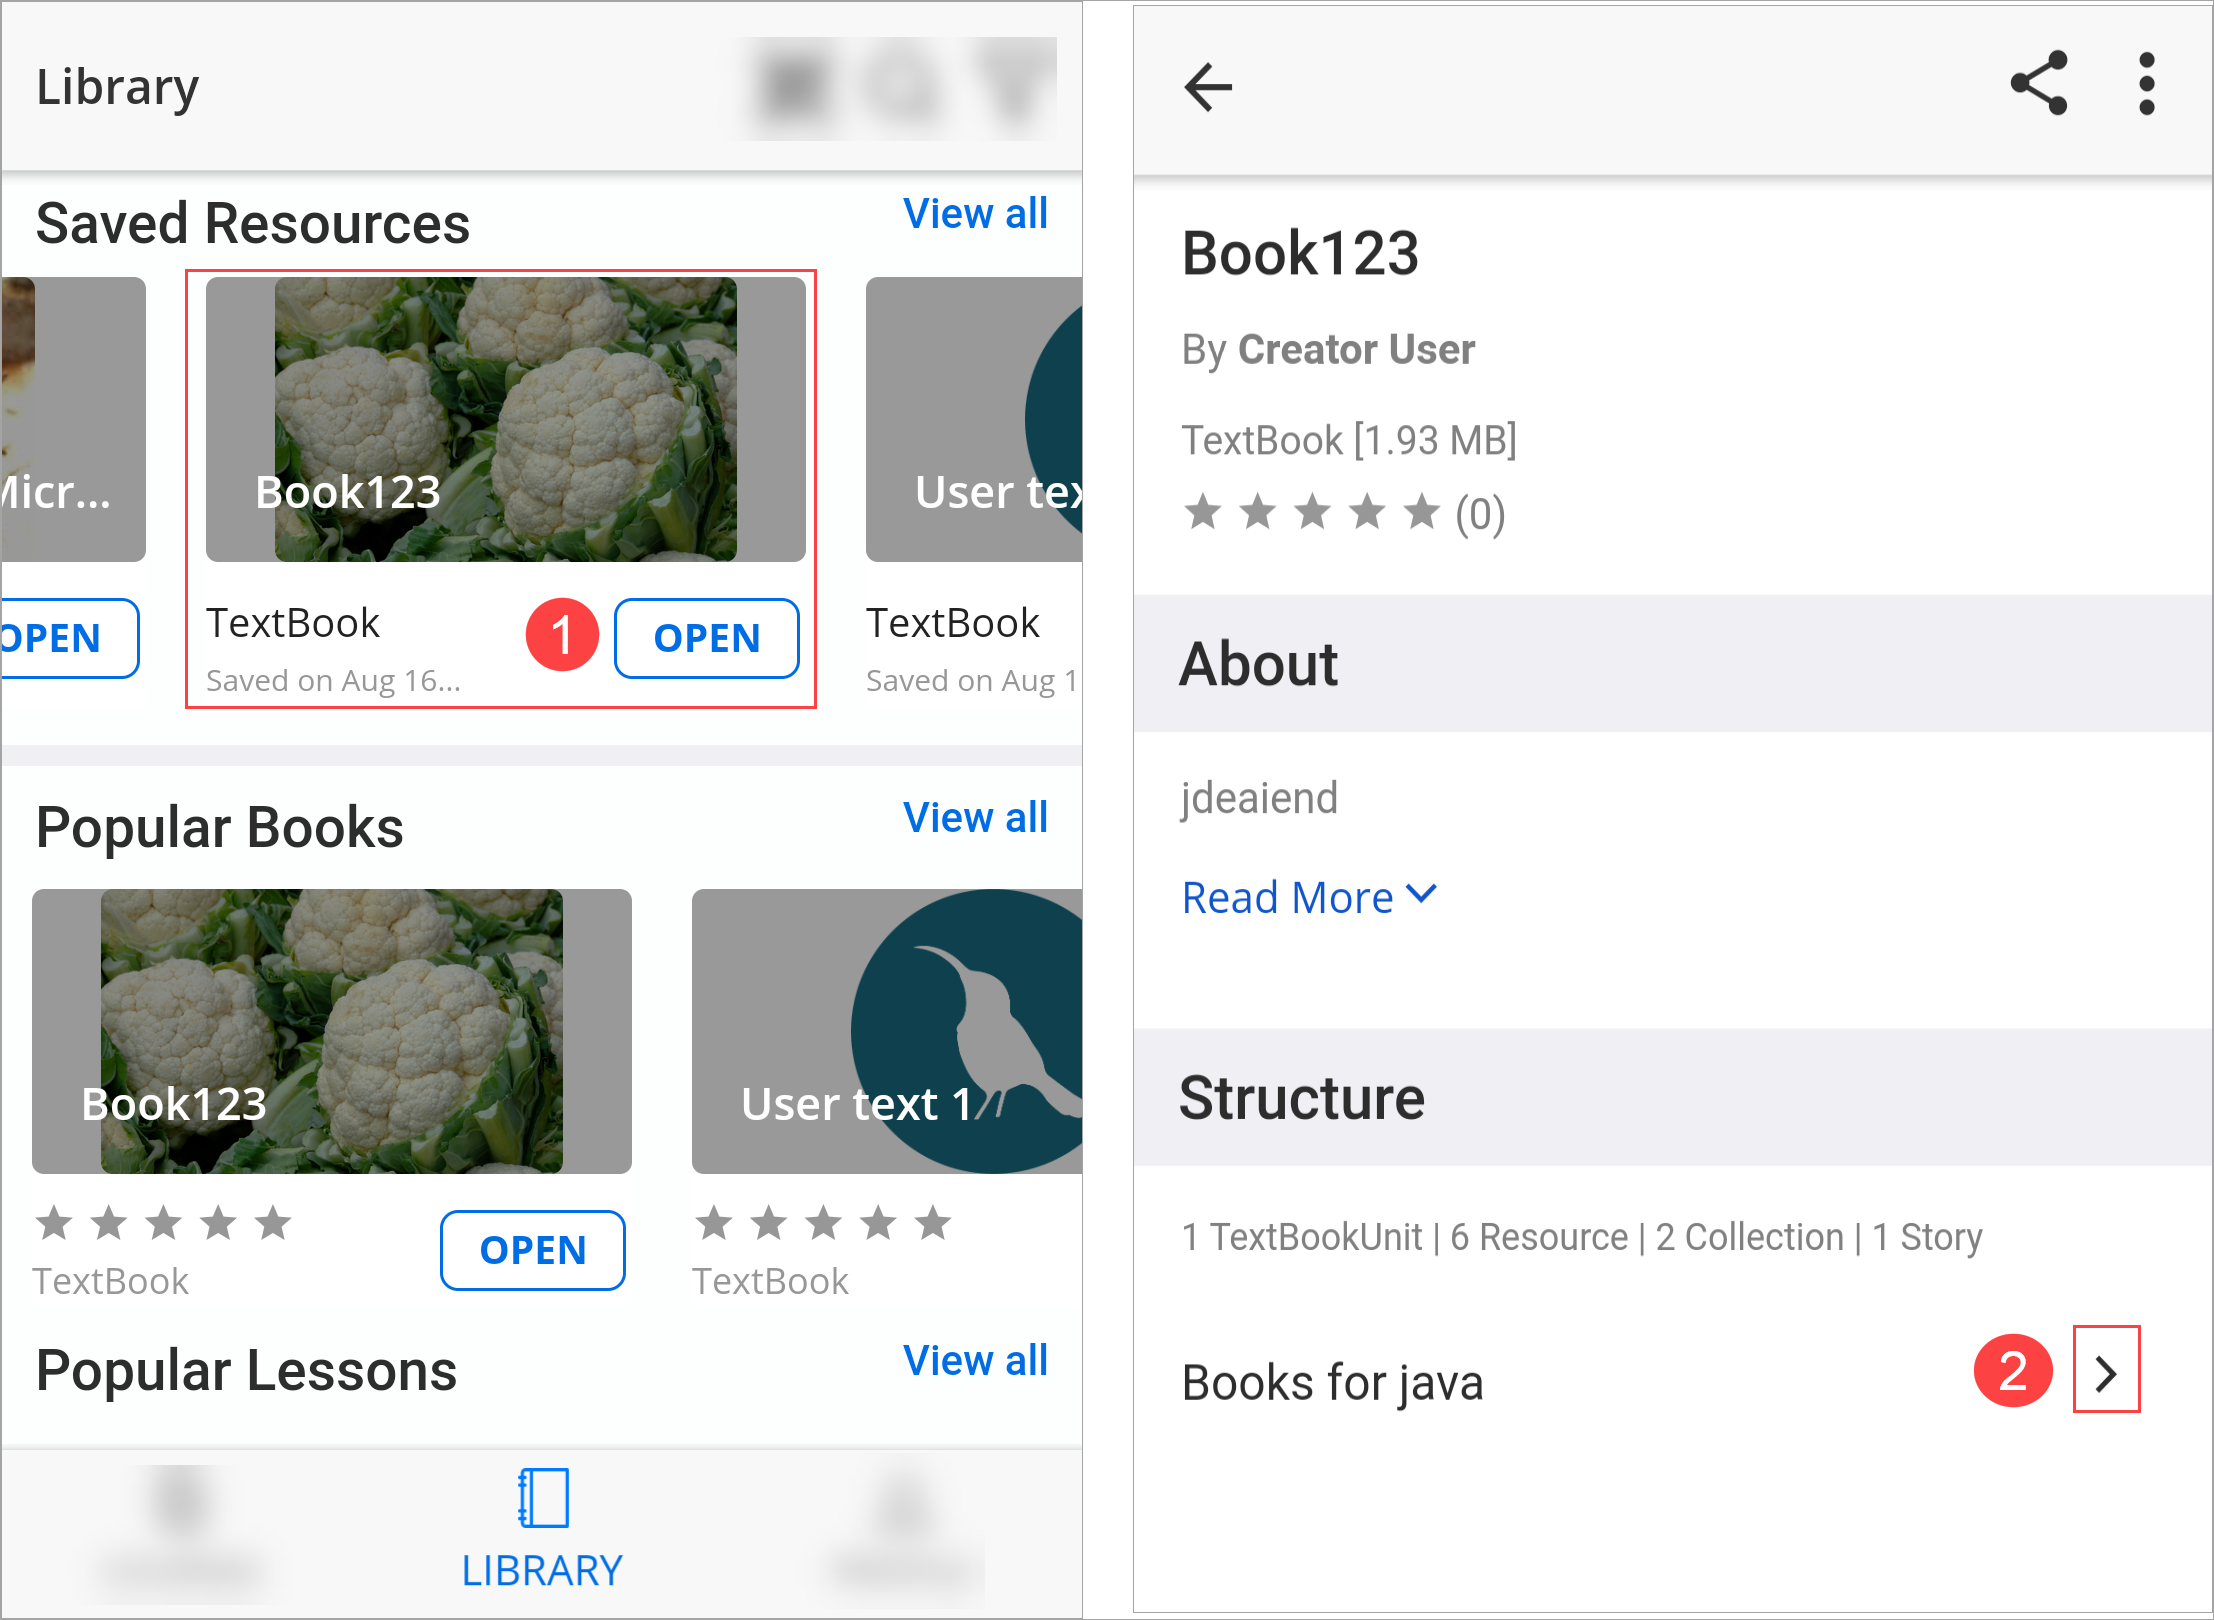 Library
Saved Resources
View all
Micr...
Book123
User tex
OPEN
TextBook
1
OPEN
TextBook
Saved on Aug 16...
Saved on Aug 1
Popular Books
View all
Book123
User text 1
OPEN
TextBook
TextBook
Popular Lessons
View all
LIBRARY
Book123
By Creator User
TextBook [1.93 MB]
(0)
About
jdeaiend
Read More
Structure
1 TextBookUnit | 6 Resource | 2 Collection | 1 Story
Books for java
2